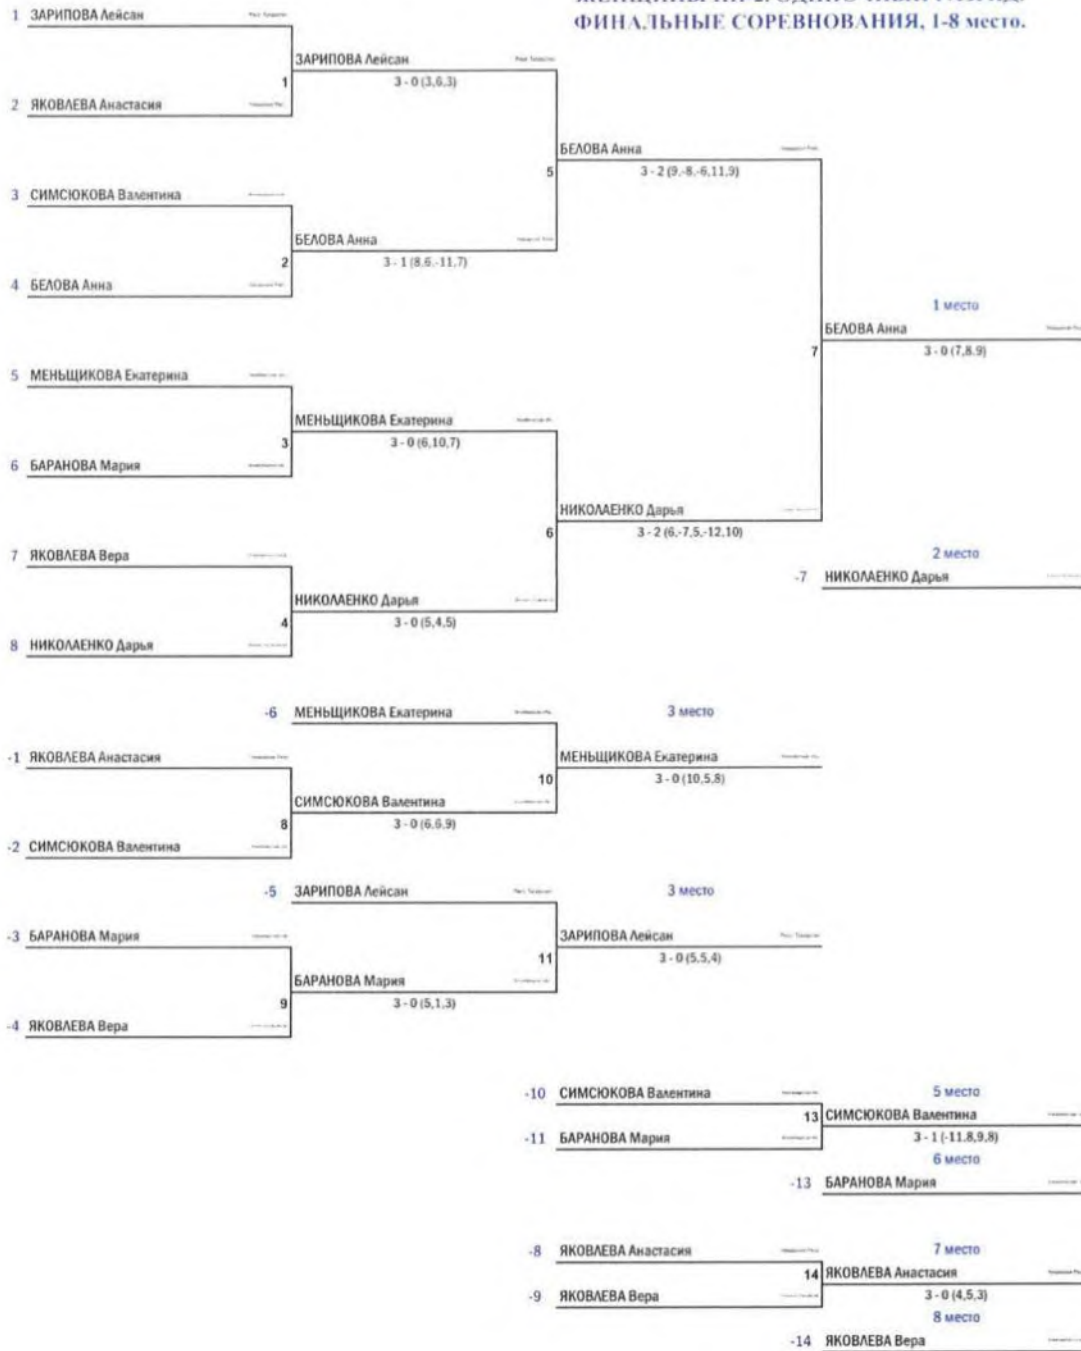 ФИНАЛЬНЫЕ СОРЕВНОВАНИЯ, 1-8 место.
1 ЗАРИПОВА Лейсан
ЗАРИПОВА Лейсан
1
3 - 0 (3,6,3)
2 ЯКОВЛЕВА Анастасия
БЕЛОВА Анна
5
3 - 2 (9,-8,-6,11,9)
3 СИМСЮКОВА Валентина
БЕЛОВА Анна
2
3 - 1 (8,6,-11,7)
4 БЕЛОВА Анна
1 место
БЕЛОВА Анна
7
3 - 0 (7,8,9)
5 МЕНЬЩИКОВА Екатерина
МЕНЬЩИКОВА Екатерина
3
3 - 0 (6,10,7)
6 БАРАНОВА Мария
НИКОЛАЕНКО Дарья
6
3 - 2 (6,-7,5,-12,10)
7 ЯКОВЛЕВА Вера
2 место
-7 НИКОЛАЕНКО Дарья
НИКОЛАЕНКО Дарья
4
3 - 0 (5,4,5)
8 НИКОЛАЕНКО Дарья
-6 МЕНЬЩИКОВА Екатерина
3 место
-1 ЯКОВЛЕВА Анастасия
МЕНЬЩИКОВА Екатерина
10
3 - 0 (10,5,8)
СИМСЮКОВА Валентина
8
3 - 0 (6,6,9)
-2 СИМСЮКОВА Валентина
-5 ЗАРИПОВА Лейсан
3 место
-3 БАРАНОВА Мария
ЗАРИПОВА Лейсан
11
3 - 0 (5,5,4)
БАРАНОВА Мария
9
3 - 0 (5,1,3)
-4 ЯКОВЛЕВА Вера
-10 СИМСЮКОВА Валентина
5 место
13 СИМСЮКОВА Валентина
-11 БАРАНОВА Мария
3 - 1 (-11,8,9,8)
6 место
-13 БАРАНОВА Мария
-8 ЯКОВЛЕВА Анастасия
7 место
14 ЯКОВЛЕВА Анастасия
-9 ЯКОВЛЕВА Вера
3 - 0 (4,5,3)
8 место
-14 ЯКОВЛЕВА Вера